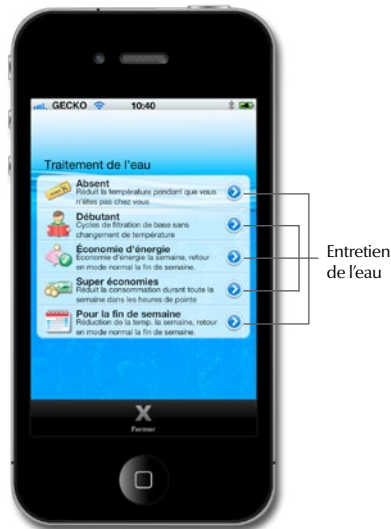 GECKO 10:40
Traitement de l'eau
Absent
Réduit la température pendant que vous
n'êtes pas chez vous
Débutant
Cycles de filtration de base sans
changement de température
Économie d'énergie
Économie d'énergie la semaine, retour
en mode normal la fin de semaine.
Super économies
Réduit la consommation durant toute la
semaine dans les heures de pointe
Pour la fin de semaine
Réduction de la temp. la semaine, retour
en mode normal la fin de semaine.
Entretien
de l'eau
X
Fermer